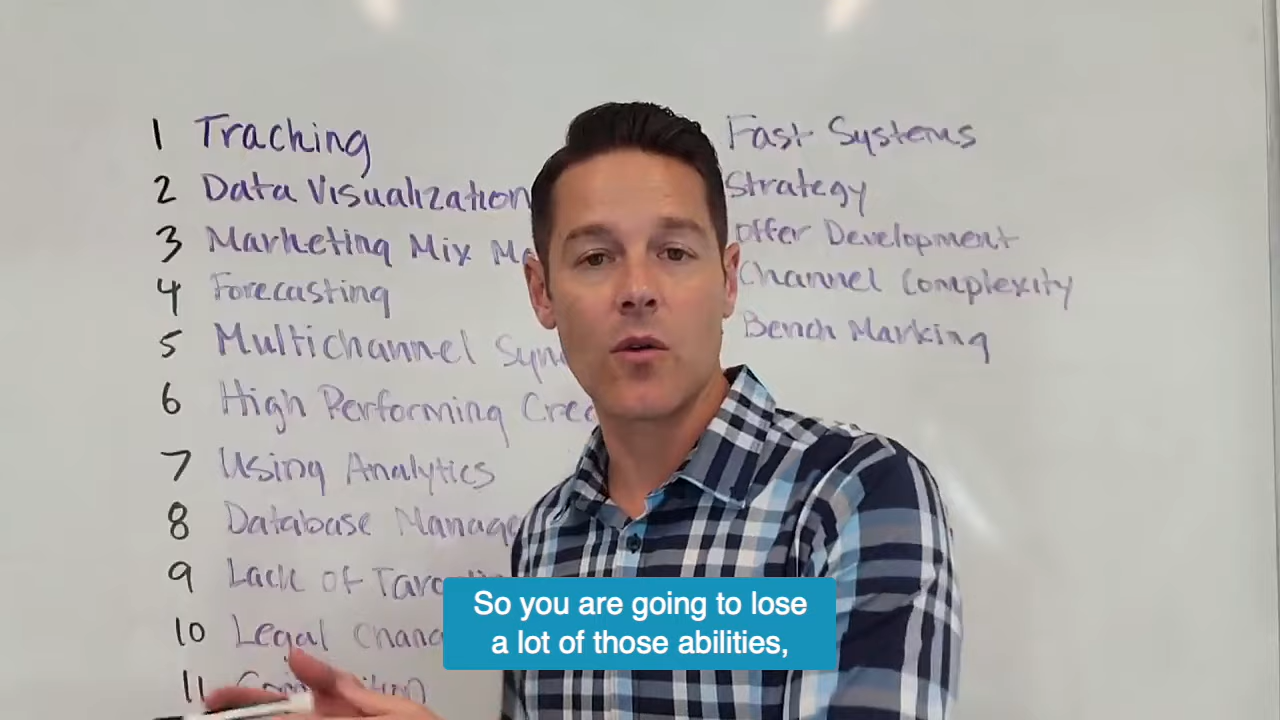 1 Tracking
2 Data Visualization
3 Marketing Mix
4 Forecasting
5 Multichannel
6 High Performing
7 Using Analytics
8 Database
9 Lack of
10 Legal
11
Fast Systems
Strategy
Offer Development
Channel Complexity
Bench Marking
So you are going to lose
a lot of those abilities,